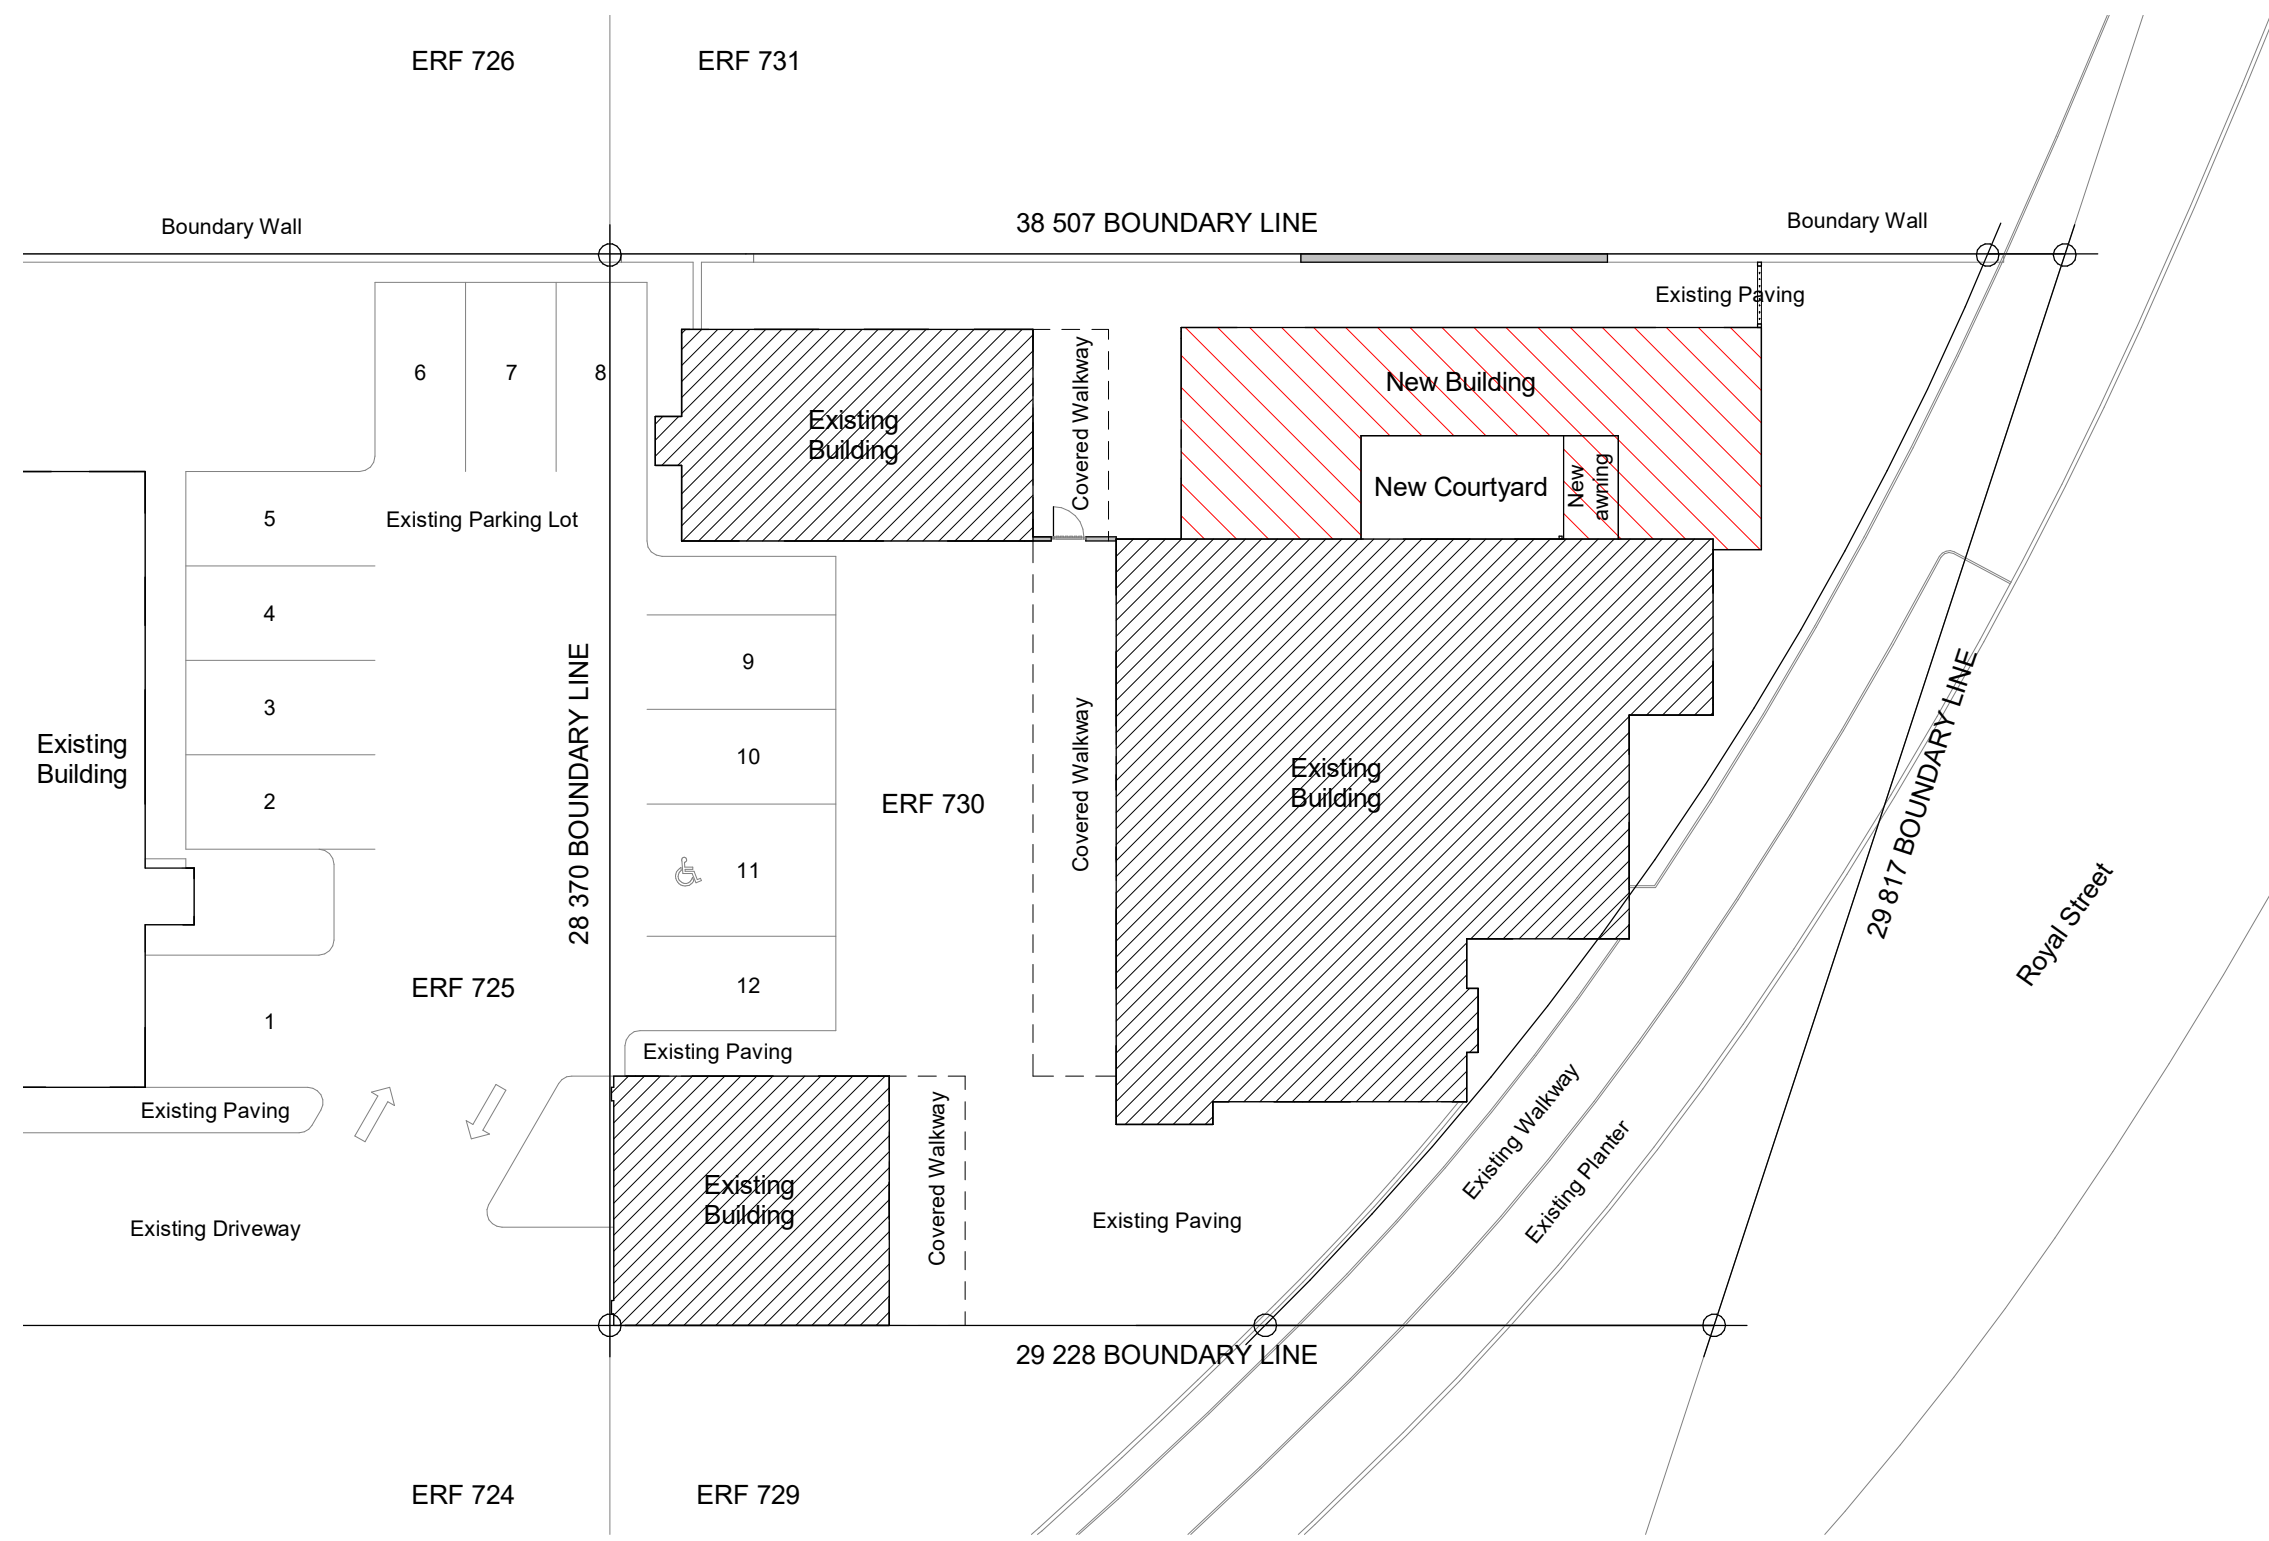 ERF 726
ERF 731
Boundary Wall
38 507 BOUNDARY LINE
Boundary Wall
Existing Paving
6
7
8
Existing
Building
Covered Walkway
New Building
New Courtyard
New
awning
5
Existing Parking Lot
4
3
2
Existing
Building
28 370 BOUNDARY LINE
9
10
11
12
ERF 730
Covered Walkway
Existing
Building
29 817 BOUNDARY LINE
Royal Street
ERF 725
1
Existing Paving
Existing Paving
Existing Driveway
Existing
Building
Covered Walkway
Existing Paving
Existing Walkway
Existing Planter
29 228 BOUNDARY LINE
ERF 724
ERF 729